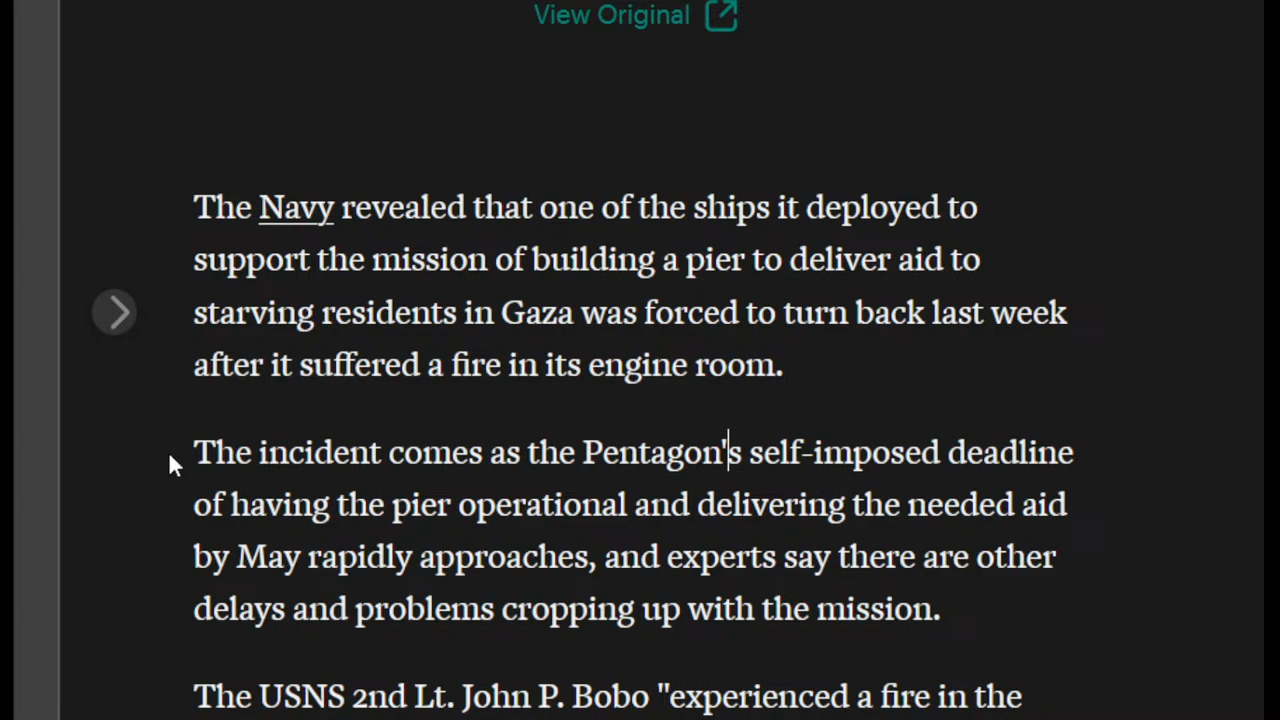 View Original
The Navy revealed that one of the ships it deployed to
support the mission of building a pier to deliver aid to
starving residents in Gaza was forced to turn back last week
after it suffered a fire in its engine room.
The incident comes as the Pentagon's self-imposed deadline
of having the pier operational and delivering the needed aid
by May rapidly approaches, and experts say there are other
delays and problems cropping up with the mission.
The USNS 2nd Lt. John P. Bobo "experienced a fire in the